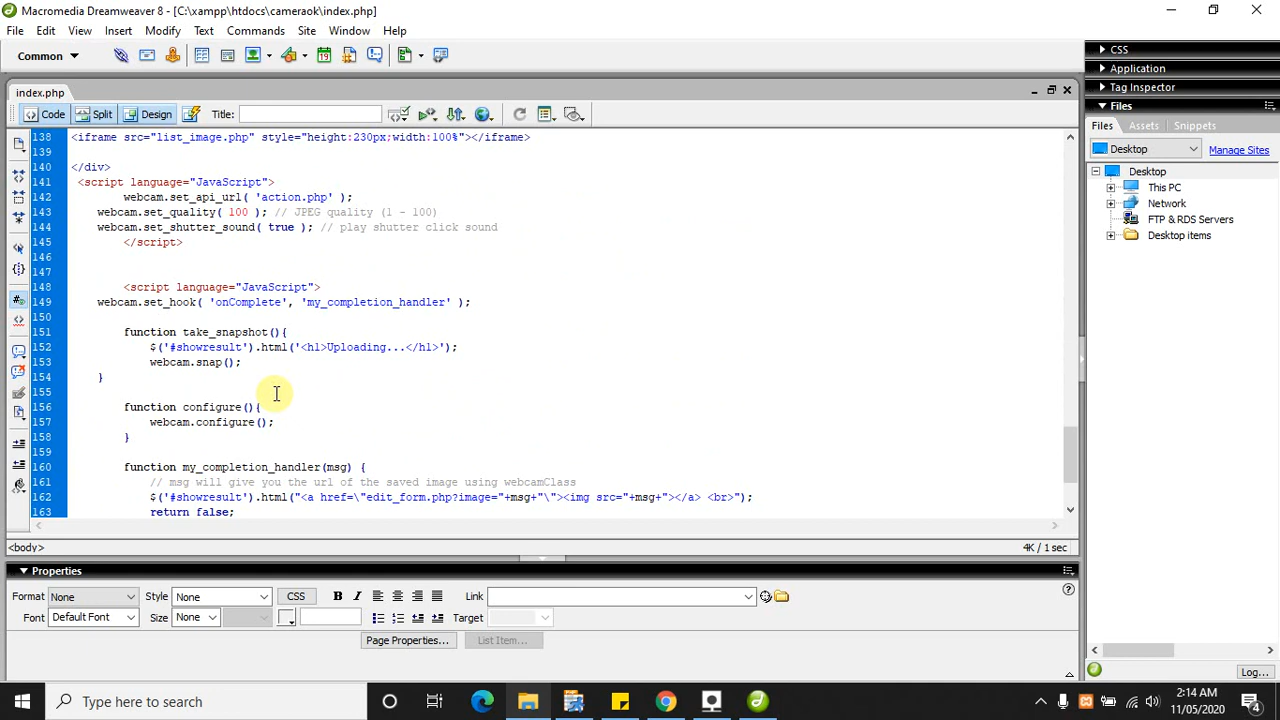 Macromedia Dreamweaver 8 - [C:\xampp\htdocs\cameraok\index.php]
File Edit View Insert Modify Text Commands Site Window Help
Common
index.php
Code Split Design Title:
138 <iframe src="list_image.php" style="height:230px;width:100%"></iframe>
139
140 </div>
141 <script language="JavaScript">
142 webcam.set_api_url( 'action.php' );
143 webcam.set_quality( 100 ); // JPEG quality (1 - 100)
144 webcam.set_shutter_sound( true ); // play shutter click sound
145 </script>
146
147
148 <script language="JavaScript">
149 webcam.set_hook( 'onComplete', 'my_completion_handler' );
150
151 function take_snapshot(){
152 $('#showresult').html('<h1>Uploading...</h1>');
153 webcam.snap();
154 }
155
156 function configure(){
157 webcam.configure();
158 }
159
160 function my_completion_handler(msg) {
161 // msg will give you the url of the saved image using webcamClass
162 $('#showresult').html("<a href=\"edit_form.php?image="+msg+"\"><img src="+msg+"></a> <br>");
163 return false;
<body>
4K / 1 sec
Properties
Format None Style None CSS B I Link
Font Default Font Size None Target
Page Properties... List Item...
CSS
Application
Tag Inspector
Files
Files Assets Snippets
Desktop Manage Sites
Desktop
This PC
Network
FTP & RDS Servers
Desktop items
Log...
Type here to search
2:14 AM
11/05/2020
4